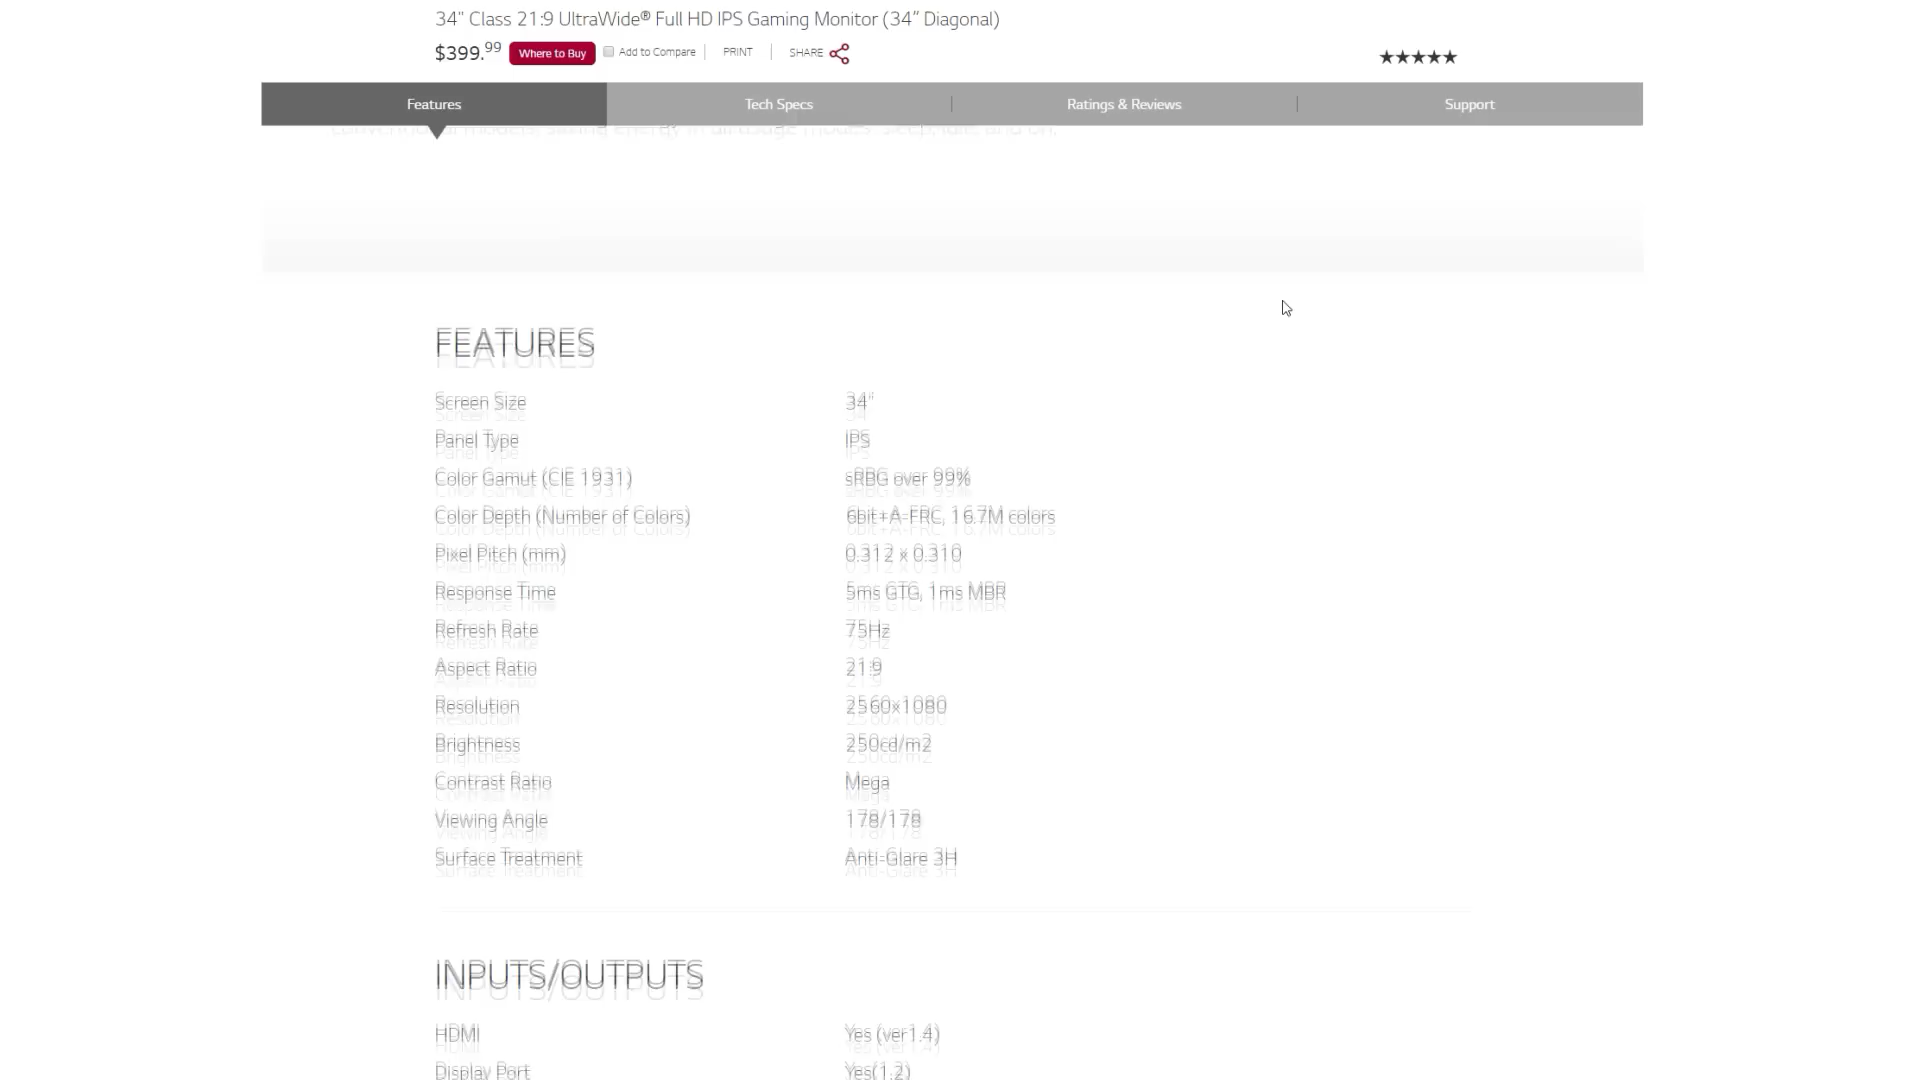 34" Class 21:9 UltraWide® Full HD IPS Gaming Monitor (34” Diagonal)
$399.99 Where to Buy Add to Compare PRINT SHARE
★★★★★
Features Tech Specs Ratings & Reviews Support
FEATURES
Screen Size 34"
Panel Type IPS
Color Gamut (CIE 1931) sRBG over 99%
Color Depth (Number of Colors) 6bit+A-FRC, 16.7M colors
Pixel Pitch (mm) 0.312 x 0.310
Response Time 5ms GTG, 1ms MBR
Refresh Rate 75Hz
Aspect Ratio 21:9
Resolution 2560x1080
Brightness 250cd/m2
Contrast Ratio Mega
Viewing Angle 178/178
Surface Treatment Anti-Glare 3H
INPUTS/OUTPUTS
HDMI Yes (ver1.4)
Display Port Yes(1.2)